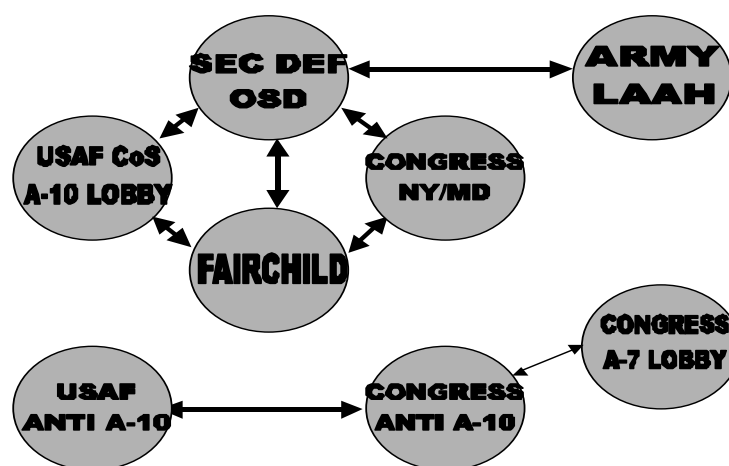 SEC DEF
OSD
ARMY
LAAH
USAF CoS
A-10 LOBBY
CONGRESS
NY/MD
FAIRCHILD
CONGRESS
A-7 LOBBY
USAF
ANTI A-10
CONGRESS
ANTI A-10